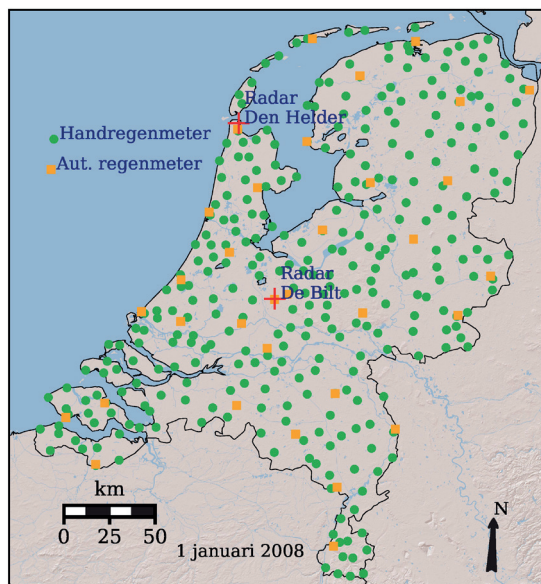 Radar
Den Helder
Handregenmeter
Aut. regenmeter
Radar
De Bilt
km
0 25 50
1 januari 2008
N